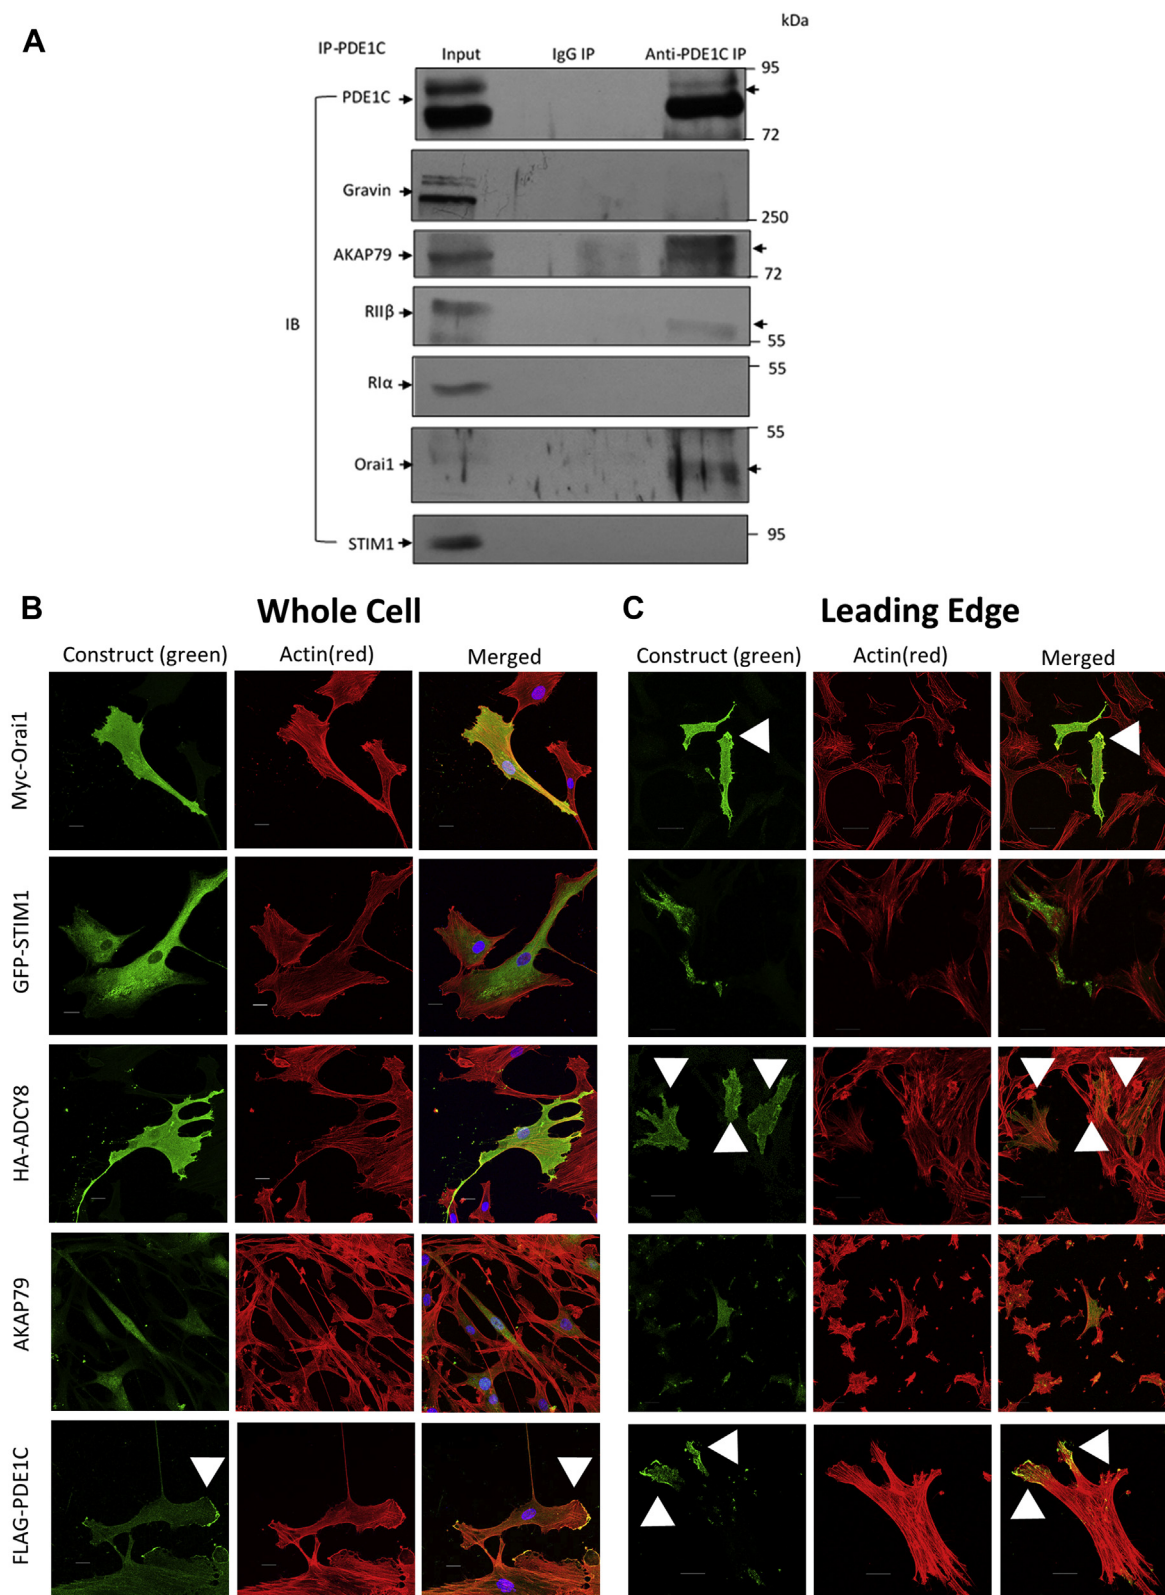 A
kDa
IP-PDE1C
Input
IgG IP
Anti-PDE1C IP
95
PDE1C
72
Gravin
250
AKAP79
72
RIIβ
IB
55
55
RIα
55
Orai1
95
STIM1
B
Whole Cell
C
Leading Edge
Construct (green)
Actin(red)
Merged
Construct (green)
Actin(red)
Merged
Myc-Orai1
GFP-STIM1
HA-ADCY8
AKAP79
FLAG-PDE1C